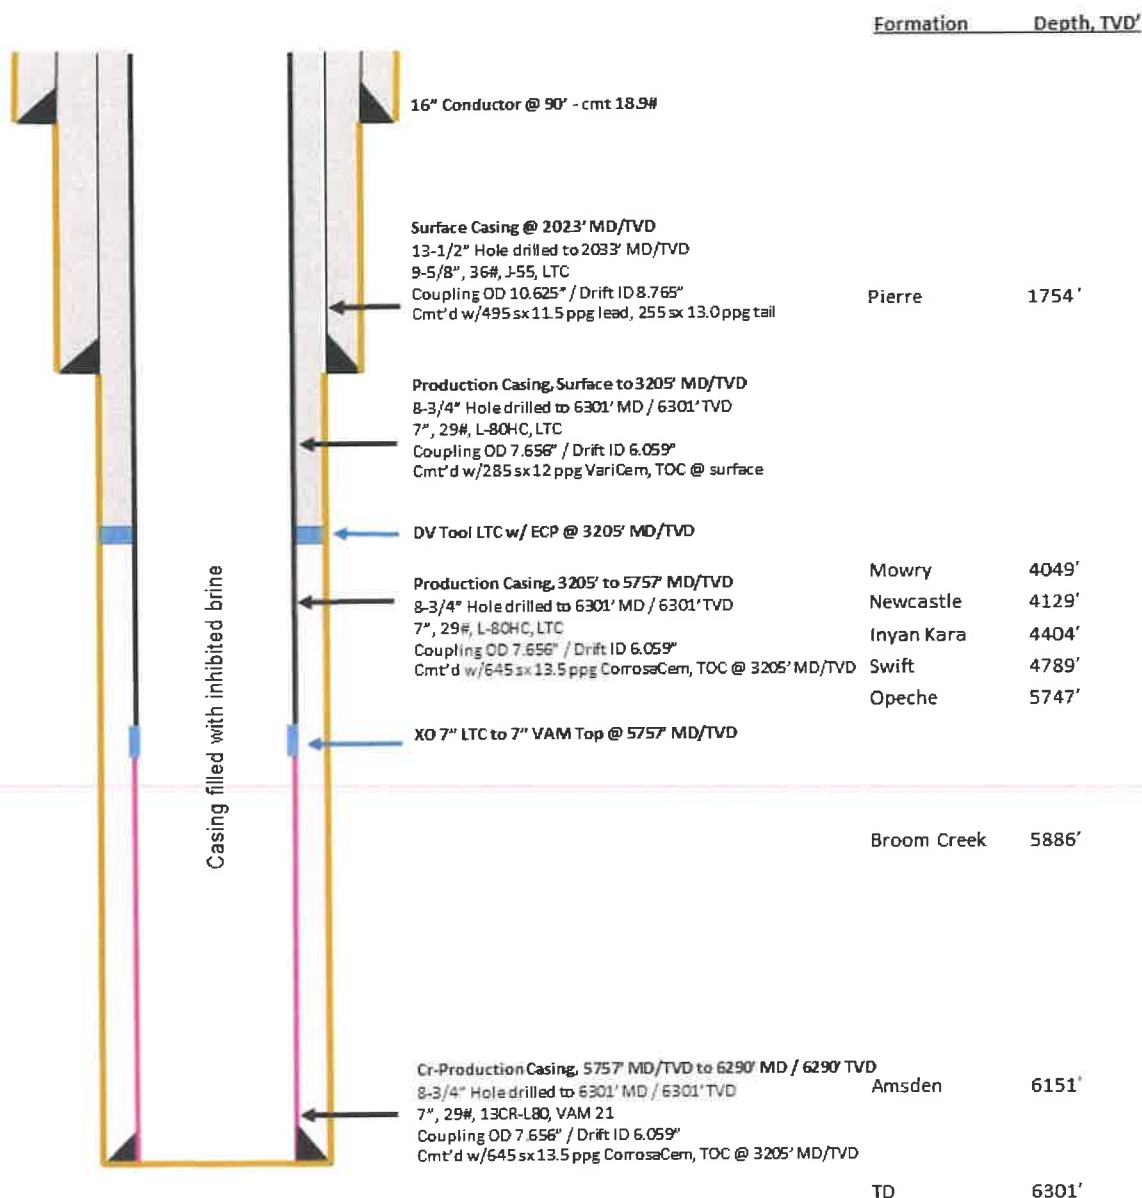 Formation Depth, TVD'
16" Conductor @ 90' - cmt 18.9#
Surface Casing @ 2023' MD/TVD
13-1/2" Hole drilled to 2033' MD/TVD
9-5/8", 36#, J-55, LTC
Coupling OD 10.625" / Drift ID 8.765"
Cmt'd w/495 sx 11.5 ppg lead, 255 sx 13.0 ppg tail
Pierre 1754'
Production Casing, Surface to 3205' MD/TVD
8-3/4" Hole drilled to 6301' MD / 6301' TVD
7", 29#, L-80HC, LTC
Coupling OD 7.656" / Drift ID 6.059"
Cmt'd w/285 sx 12 ppg VariCem, TOC @ surface
DV Tool LTC w/ ECP @ 3205' MD/TVD
Casing filled with inhibited brine
Production Casing, 3205' to 5757' MD/TVD
8-3/4" Hole drilled to 6301' MD / 6301' TVD
7", 29#, L-80HC, LTC
Coupling OD 7.656" / Drift ID 6.059"
Cmt'd w/645 sx 13.5 ppg CorrosaCem, TOC @ 3205' MD/TVD
Mowry 4049'
Newcastle 4129'
Inyan Kara 4404'
Swift 4789'
Opeche 5747'
XO 7" LTC to 7" VAM Top @ 5757' MD/TVD
Broom Creek 5886'
Cr-Production Casing, 5757' MD/TVD to 6290' MD / 6290' TVD
8-3/4" Hole drilled to 6301' MD / 6301' TVD
7", 29#, 13CR-L80, VAM 21
Coupling OD 7.656" / Drift ID 6.059"
Cmt'd w/645 sx 13.5 ppg CorrosaCem, TOC @ 3205' MD/TVD
Amsden 6151'
TD 6301'